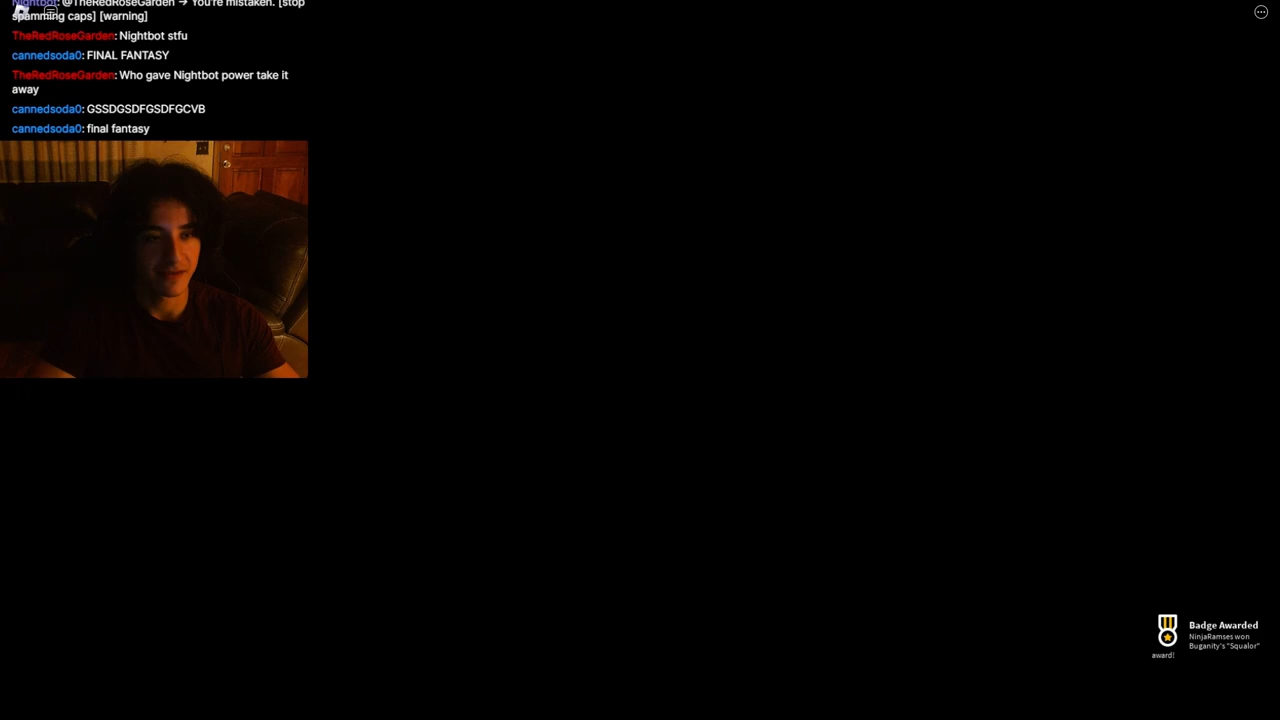 Nightbot: @TheRedRoseGarden → You're mistaken. [stop
spamming caps] [warning]
TheRedRoseGarden: Nightbot stfu
cannedsoda0: FINAL FANTASY
TheRedRoseGarden: Who gave Nightbot power take it
away
cannedsoda0: GSSDGSDFGSDFGCVB
cannedsoda0: final fantasy
Badge Awarded
NinjaRamses won
Buganity's "Squalor"
award!